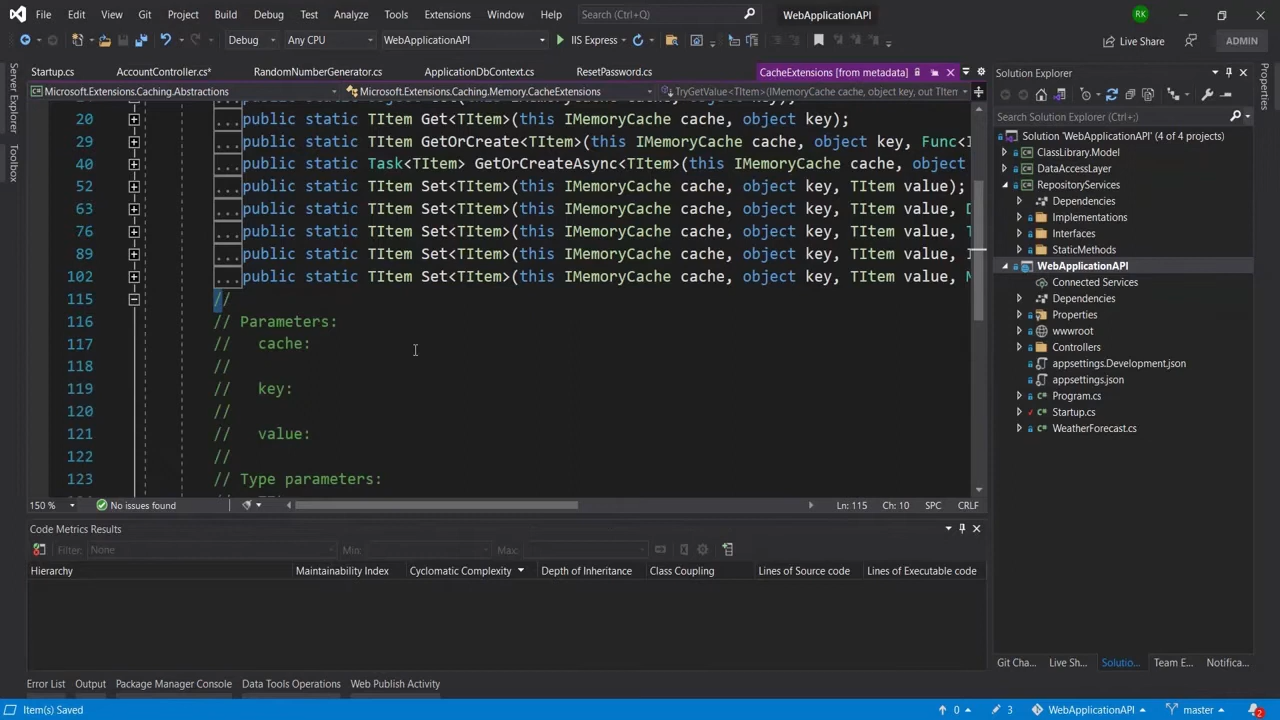 File Edit View Git Project Build Debug Test Analyze Tools Extensions Window Help Search (Ctrl+Q) WebApplicationAPI RK
Debug Any CPU WebApplicationAPI IIS Express Live Share ADMIN
Startup.cs AccountController.cs* RandomNumberGenerator.cs ApplicationDbContext.cs ResetPassword.cs CacheExtensions [from metadata]
Microsoft.Extensions.Caching.Abstractions Microsoft.Extensions.Caching.Memory.CacheExtensions TryGetValue<TItem>(IMemoryCache cache, object key, out TItem
20 ... public static TItem Get<TItem>(this IMemoryCache cache, object key);
29 ... public static TItem GetOrCreate<TItem>(this IMemoryCache cache, object key, Func<I
40 ... public static Task<TItem> GetOrCreateAsync<TItem>(this IMemoryCache cache, object
52 ... public static TItem Set<TItem>(this IMemoryCache cache, object key, TItem value);
63 ... public static TItem Set<TItem>(this IMemoryCache cache, object key, TItem value, D
76 ... public static TItem Set<TItem>(this IMemoryCache cache, object key, TItem value, T
89 ... public static TItem Set<TItem>(this IMemoryCache cache, object key, TItem value, I
102 ... public static TItem Set<TItem>(this IMemoryCache cache, object key, TItem value, M
115 //
116 // Parameters:
117 // cache:
118 //
119 // key:
120 //
121 // value:
122 //
123 // Type parameters:
150 % No issues found Ln: 115 Ch: 10 SPC CRLF
Code Metrics Results
Filter: None Min: Max:
Hierarchy Maintainability Index Cyclomatic Complexity Depth of Inheritance Class Coupling Lines of Source code Lines of Executable code
Error List Output Package Manager Console Data Tools Operations Web Publish Activity
Item(s) Saved 0 3 WebApplicationAPI master 2
Server Explorer
Toolbox
Solution Explorer
Search Solution Explorer (Ctrl+;)
Solution 'WebApplicationAPI' (4 of 4 projects)
ClassLibrary.Model
DataAccessLayer
RepositoryServices
Dependencies
Implementations
Interfaces
StaticMethods
WebApplicationAPI
Connected Services
Dependencies
Properties
wwwroot
Controllers
appsettings.Development.json
appsettings.json
Program.cs
Startup.cs
WeatherForecast.cs
Git Cha... Live Sh... Solutio... Team E... Notifica...
Properties